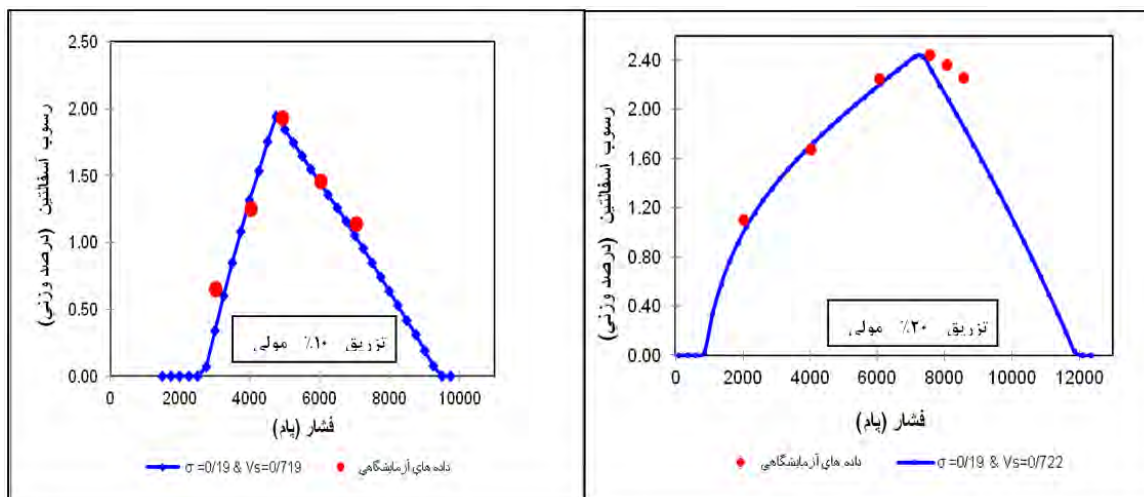 2.50
2.00
1.50
1.00
0.50
0.00
رسوب آسفالتین (درصد وزنی)
تزریق ۱۰٪ مولی
0 2000 4000 6000 8000 10000
فشار (پام)
σ =0/19 & Vs=0/719
داده های آزمایشگاهی
2.40
2.00
1.60
1.20
0.80
0.40
0.00
رسوب آسفالتین (درصد وزنی)
تزریق ۲۰٪ مولی
0 2000 4000 6000 8000 10000 12000
فشار (پام)
داده های آزمایشگاهی
σ =0/19 & Vs=0/722